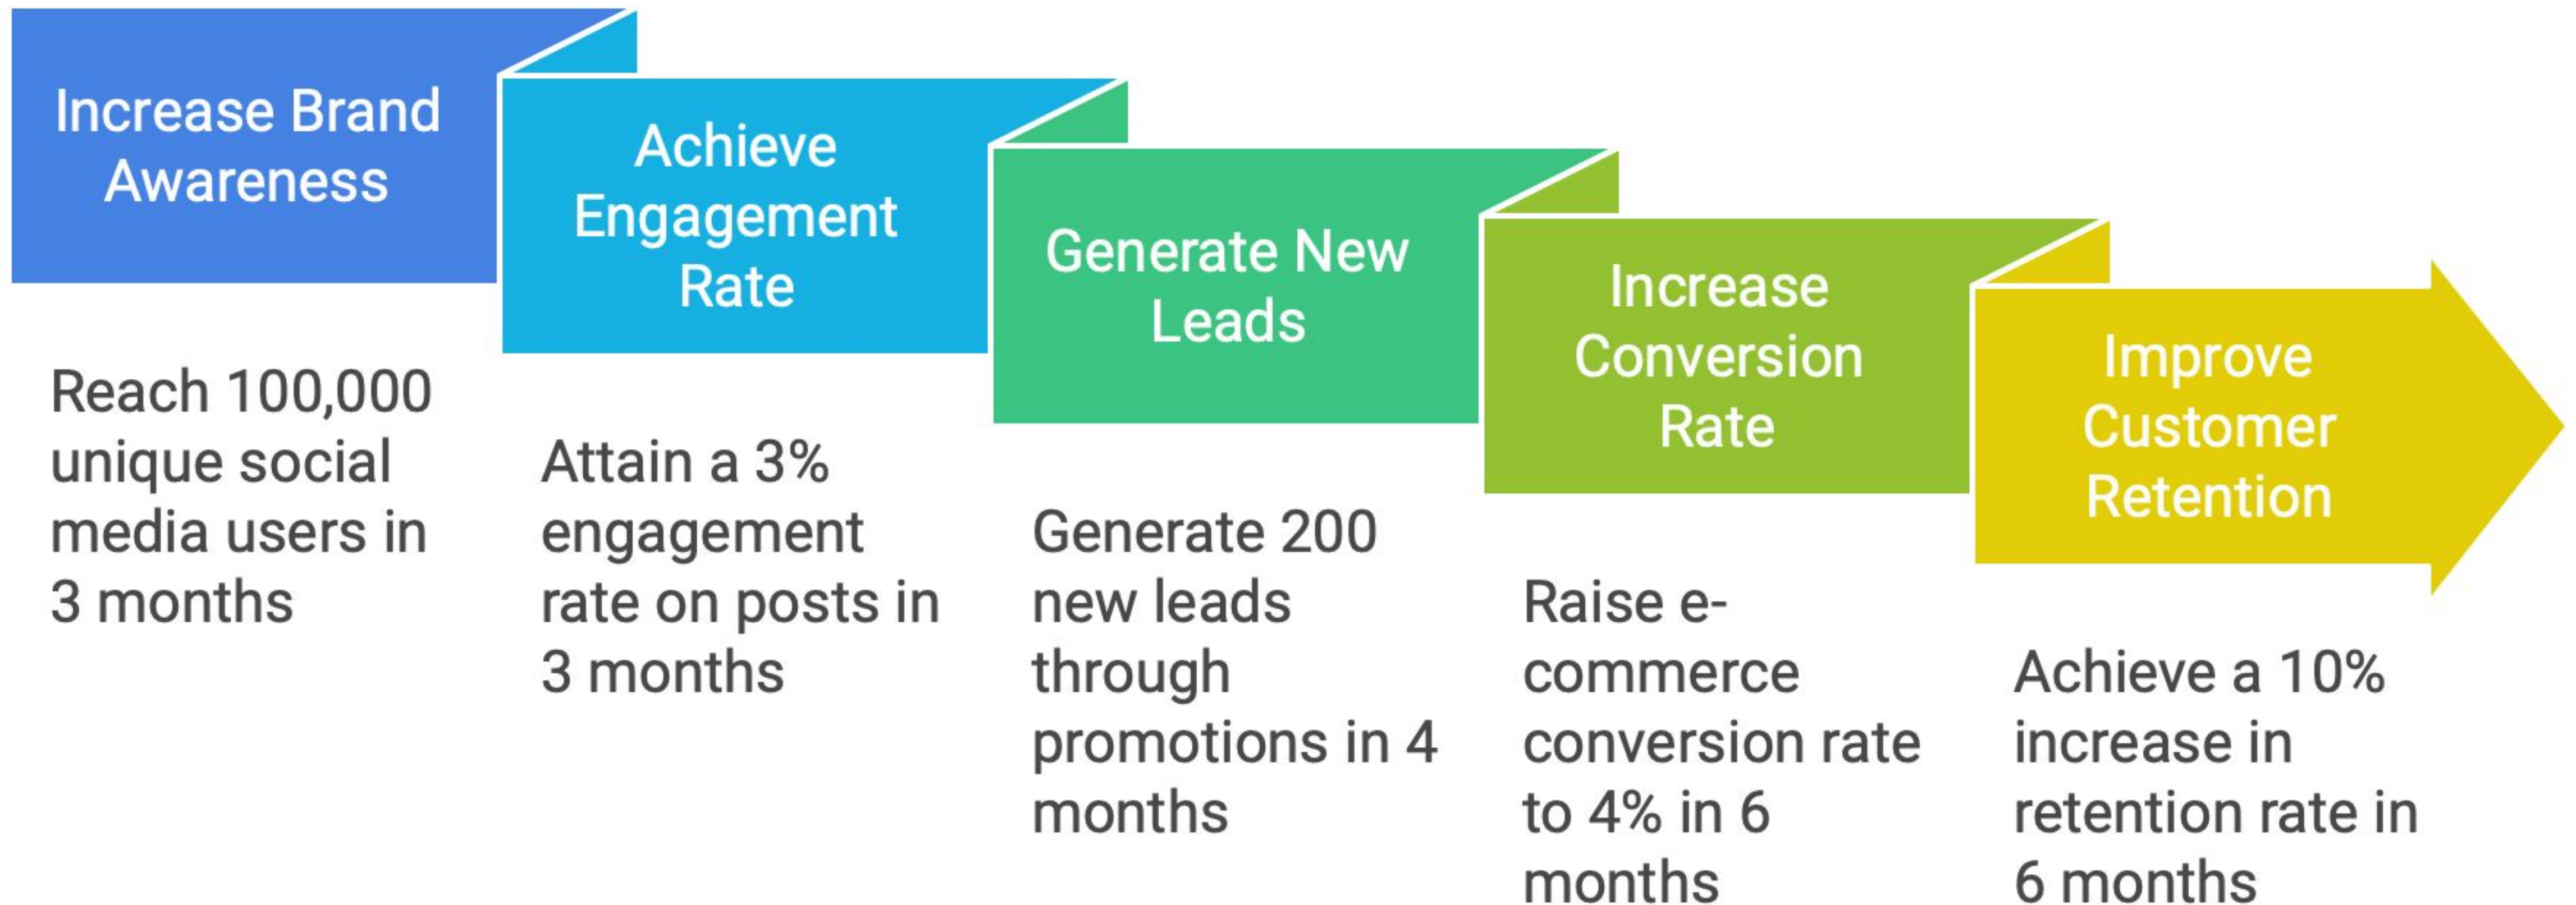 Increase Brand
Awareness
Reach 100,000
unique social
media users in
3 months
Achieve
Engagement
Rate
Attain a 3%
engagement
rate on posts in
3 months
Generate New
Leads
Generate 200
new leads
through
promotions in 4
months
Increase
Conversion
Rate
Raise e-
commerce
conversion rate
to 4% in 6
months
Improve
Customer
Retention
Achieve a 10%
increase in
retention rate in
6 months